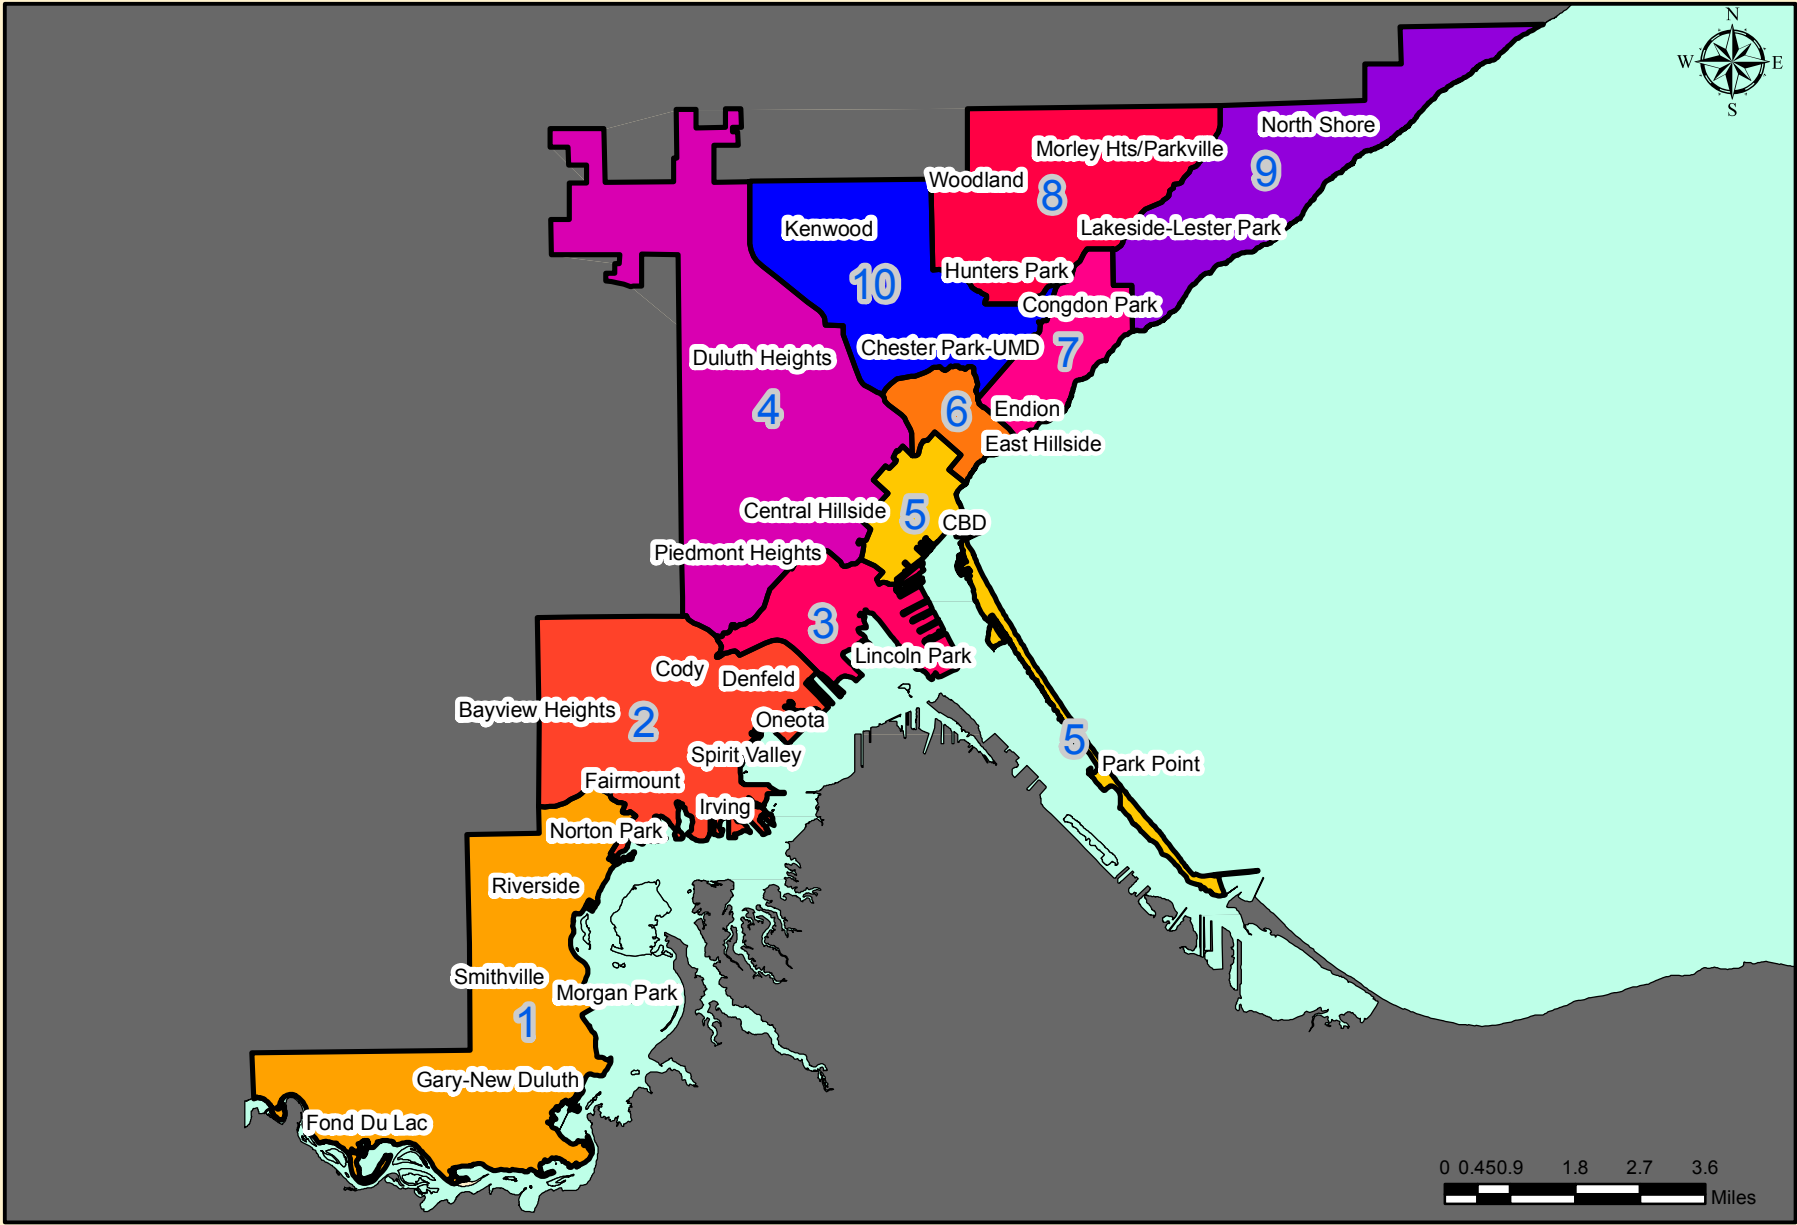 N
W E
S
North Shore
Morley Hts/Parkville
9
Woodland
8
Kenwood
Lakeside-Lester Park
Hunters Park
10
Congdon Park
Chester Park-UMD
7
Duluth Heights
4
6
Endion
East Hillside
Central Hillside
5
CBD
Piedmont Heights
3
Lincoln Park
Cody
Denfeld
Bayview Heights
2
Oneota
5
Spirit Valley
Park Point
Fairmount
Irving
Norton Park
Riverside
Smithville
Morgan Park
1
Gary-New Duluth
Fond Du Lac
0 0.45 0.9 1.8 2.7 3.6
Miles